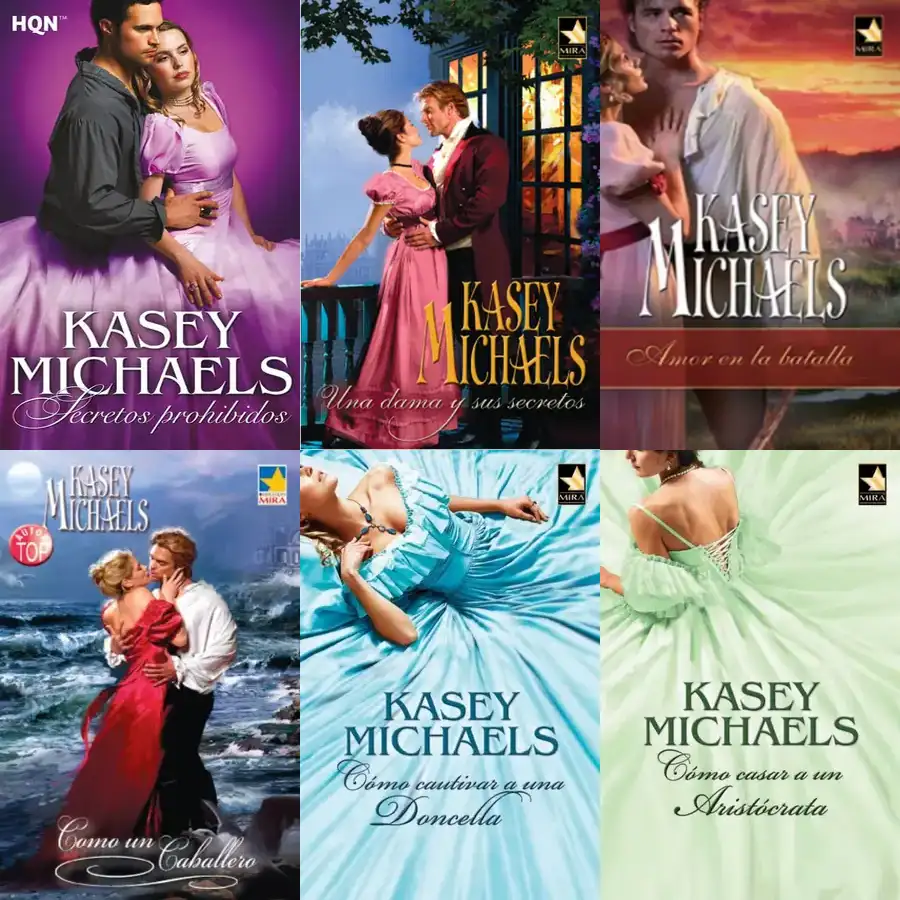 HQN™
KASEY
MICHAELS
Secretos prohibidos
MIRA
KASEY
MICHAELS
Una dama y sus secretos
MIRA
KASEY
MICHAELS
Amor en la batalla
KASEY
MICHAELS
MIRA
AUTOR
TOP
Como un
Caballero
MIRA
KASEY
MICHAELS
Cómo cautivar a una
Doncella
MIRA
KASEY
MICHAELS
Cómo casar a un
Aristócrata